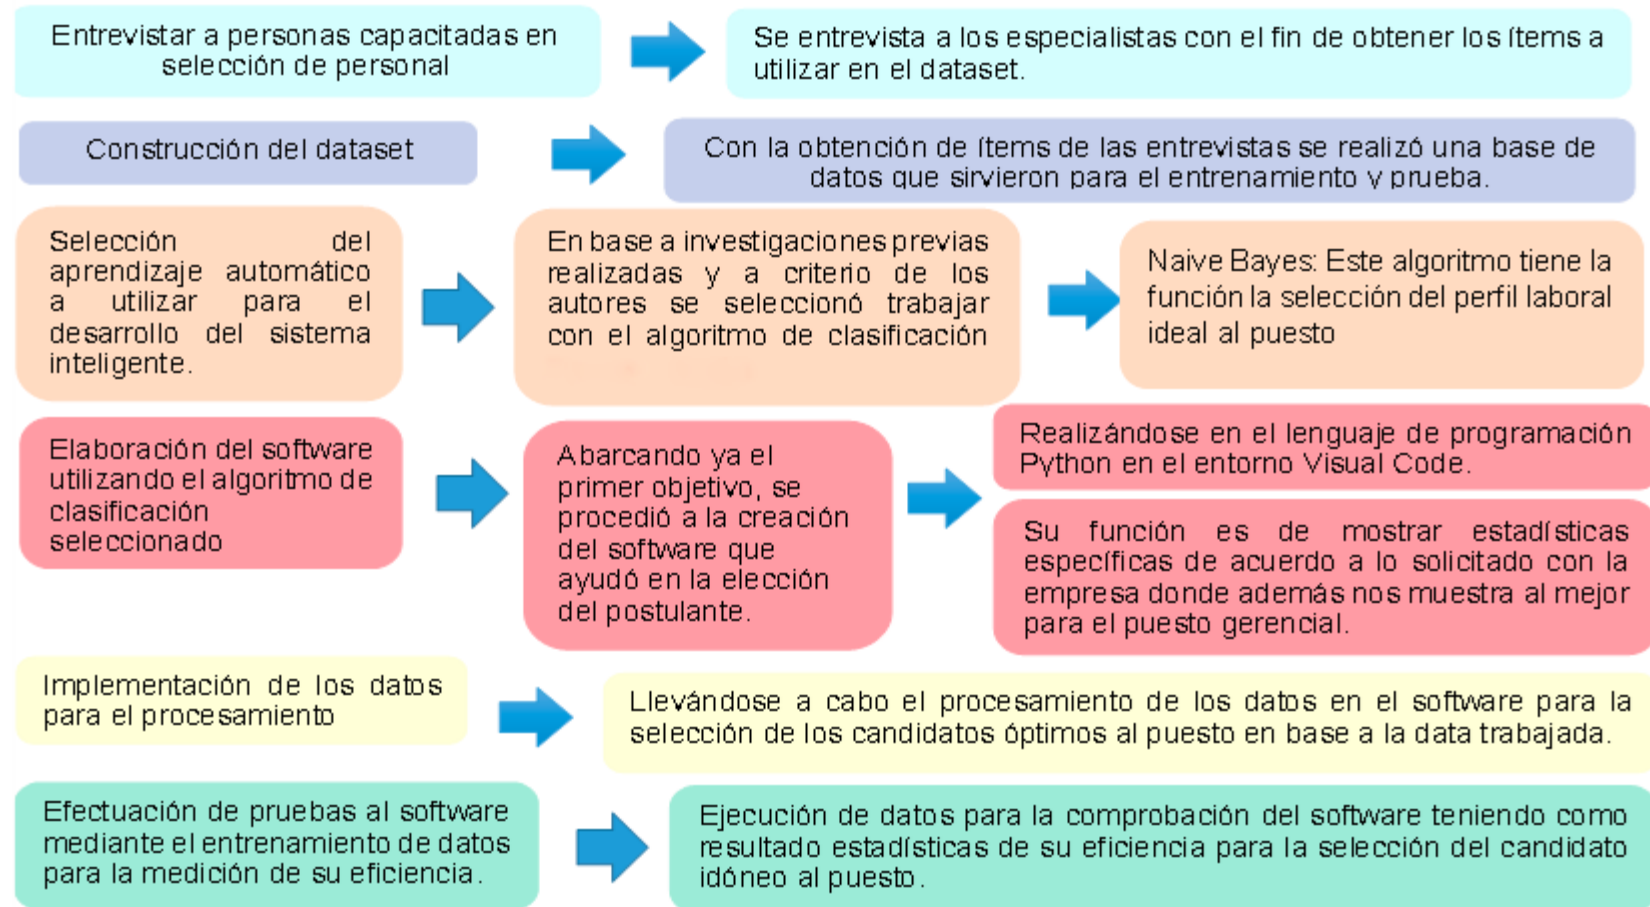 Entrevistar a personas capacitadas en
selección de personal
Se entrevista a los especialistas con el fin de obtener los ítems a
utilizar en el dataset.
Construcción del dataset
Con la obtención de ítems de las entrevistas se realizó una base de
datos que sirvieron para el entrenamiento y prueba.
Selección del
aprendizaje automático
a utilizar para el
desarrollo del sistema
inteligente.
En base a investigaciones previas
realizadas y a criterio de los
autores se seleccionó trabajar
con el algoritmo de clasificación
Naive Bayes: Este algoritmo tiene la
función la selección del perfil laboral
ideal al puesto
Elaboración del software
utilizando el algoritmo de
clasificación
seleccionado
Abarcando ya el
primer objetivo, se
procedió a la creación
del software que
ayudó en la elección
del postulante.
Realizándose en el lenguaje de programación
Python en el entorno Visual Code.
Su función es de mostrar estadísticas
específicas de acuerdo a lo solicitado con la
empresa donde además nos muestra al mejor
para el puesto gerencial.
Implementación de los datos
para el procesamiento
Llevándose a cabo el procesamiento de los datos en el software para la
selección de los candidatos óptimos al puesto en base a la data trabajada.
Efectuación de pruebas al software
mediante el entrenamiento de datos
para la medición de su eficiencia.
Ejecución de datos para la comprobación del software teniendo como
resultado estadísticas de su eficiencia para la selección del candidato
idóneo al puesto.